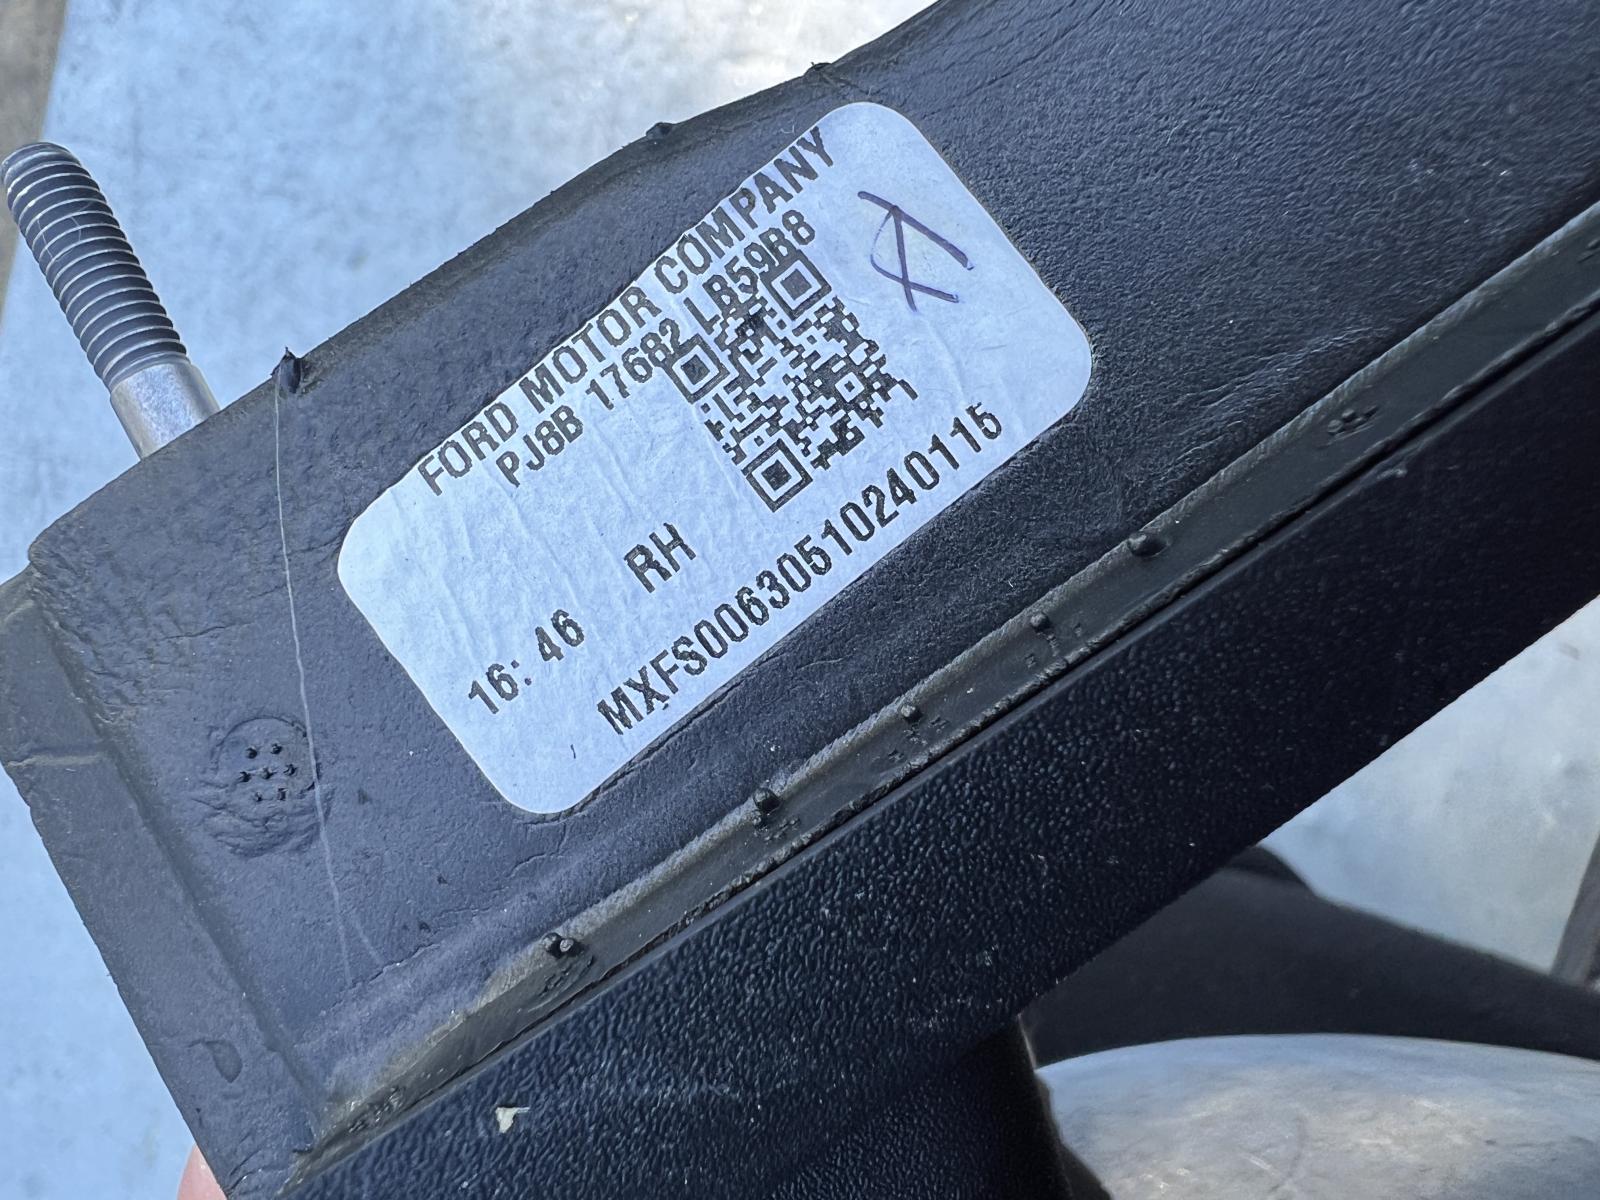 FORD MOTOR COMPANY
PJ8B 17682 LB59B8
16: 46 RH
MXFS00630510240115